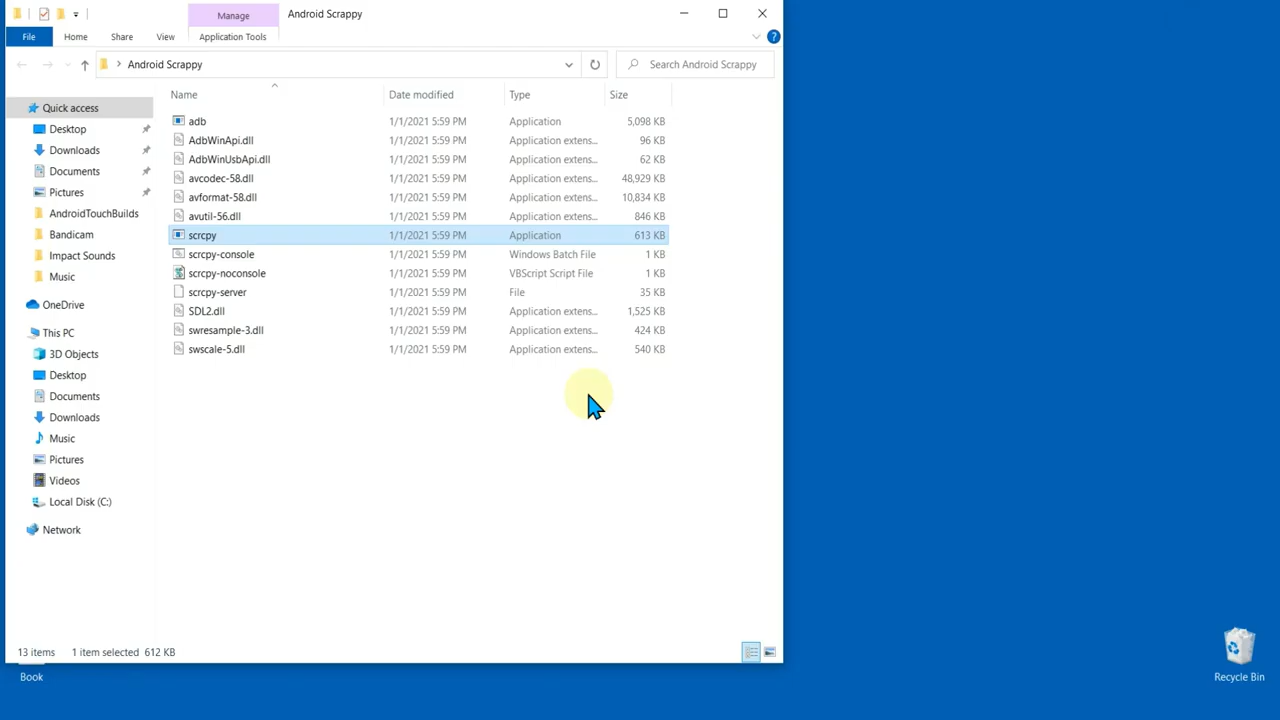 Manage
Android Scrappy
File
Home
Share
View
Application Tools
Android Scrappy
Search Android Scrappy
Name
Date modified
Type
Size
Quick access
Desktop
Downloads
Documents
Pictures
AndroidTouchBuilds
Bandicam
Impact Sounds
Music
OneDrive
This PC
3D Objects
Desktop
Documents
Downloads
Music
Pictures
Videos
Local Disk (C:)
Network
adb 1/1/2021 5:59 PM Application 5,098 KB
AdbWinApi.dll 1/1/2021 5:59 PM Application extens... 96 KB
AdbWinUsbApi.dll 1/1/2021 5:59 PM Application extens... 62 KB
avcodec-58.dll 1/1/2021 5:59 PM Application extens... 48,929 KB
avformat-58.dll 1/1/2021 5:59 PM Application extens... 10,834 KB
avutil-56.dll 1/1/2021 5:59 PM Application extens... 846 KB
scrcpy 1/1/2021 5:59 PM Application 613 KB
scrcpy-console 1/1/2021 5:59 PM Windows Batch File 1 KB
scrcpy-noconsole 1/1/2021 5:59 PM VBScript Script File 1 KB
scrcpy-server 1/1/2021 5:59 PM File 35 KB
SDL2.dll 1/1/2021 5:59 PM Application extens... 1,525 KB
swresample-3.dll 1/1/2021 5:59 PM Application extens... 424 KB
swscale-5.dll 1/1/2021 5:59 PM Application extens... 540 KB
13 items 1 item selected 612 KB
Book
Recycle Bin